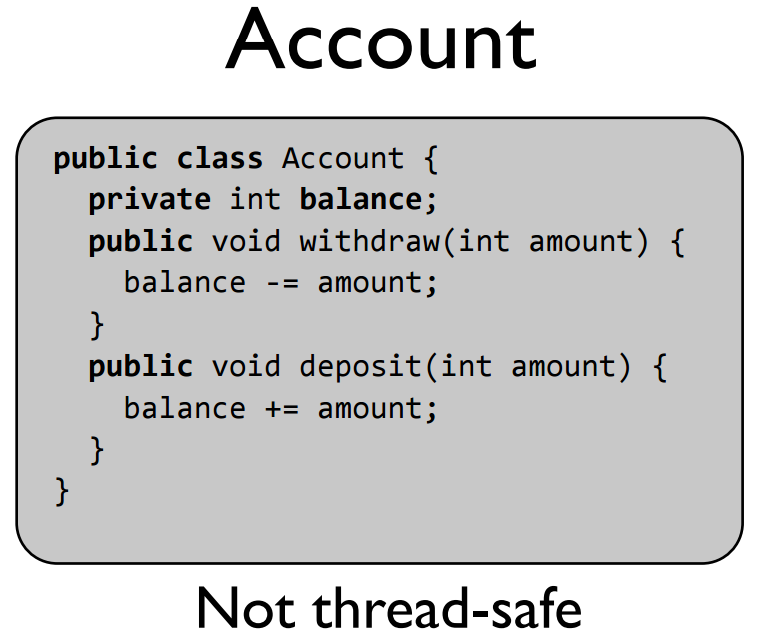 Account
public class Account {
  private int balance;
  public void withdraw(int amount) {
    balance -= amount;
  }
  public void deposit(int amount) {
    balance += amount;
  }
}
Not thread-safe